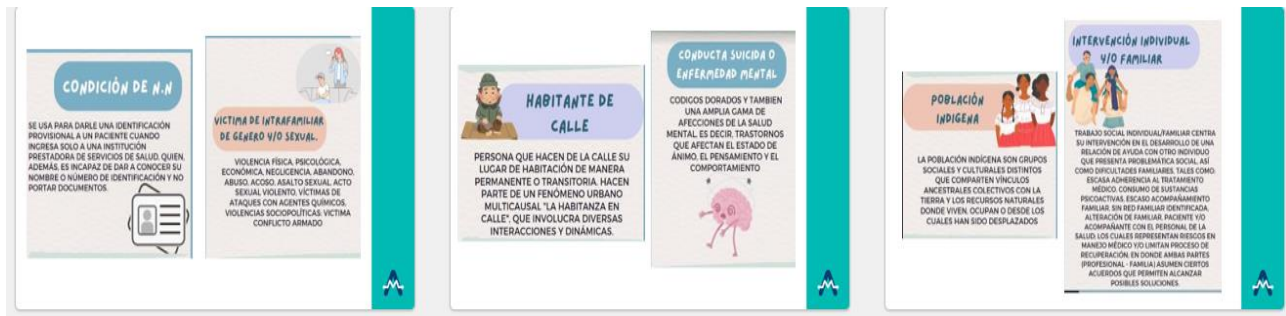 CONDICIÓN DE N.N
SE USA PARA DARLE UNA IDENTIFICACIÓN
PROVISIONAL A UN PACIENTE CUANDO
INGRESA SOLO A UNA INSTITUCIÓN
PRESTADORA DE SERVICIOS DE SALUD. QUIEN,
ADEMÁS, ES INCAPAZ DE DAR A CONOCER SU
NOMBRE O NÚMERO DE IDENTIFICACIÓN Y NO
PORTAR DOCUMENTOS.
VICTIMA DE INTRAFAMILIAR
DE GENERO Y/O SEXUAL.
VIOLENCIA FÍSICA, PSICOLÓGICA,
ECONÓMICA, NEGLIGENCIA, ABANDONO,
ABUSO, ACOSO. ASALTO SEXUAL, ACTO
SEXUAL VIOLENTO, VÍCTIMAS DE
ATAQUES CON AGENTES QUÍMICOS,
VIOLENCIAS SOCIOPOLÍTICAS: VICTIMA
CONFLICTO ARMADO
HABITANTE DE
CALLE
PERSONA QUE HACEN DE LA CALLE SU
LUGAR DE HABITACIÓN DE MANERA
PERMANENTE O TRANSITORIA. HACEN
PARTE DE UN FENÓMENO URBANO
MULTICAUSAL "LA HABITANZA EN
CALLE", QUE INVOLUCRA DIVERSAS
INTERACCIONES Y DINÁMICAS.
CONDUCTA SUICIDA O
ENFERMEDAD MENTAL
CODIGOS DORADOS Y TAMBIEN
UNA AMPLIA GAMA DE
AFECCIONES DE LA SALUD
MENTAL, ES DECIR, TRASTORNOS
QUE AFECTAN EL ESTADO DE
ÁNIMO, EL PENSAMIENTO Y EL
COMPORTAMIENTO
POBLACIÓN
INDIGENA
LA POBLACIÓN INDÍGENA SON GRUPOS
SOCIALES Y CULTURALES DISTINTOS
QUE COMPARTEN VÍNCULOS
ANCESTRALES COLECTIVOS CON LA
TIERRA Y LOS RECURSOS NATURALES
DONDE VIVEN, OCUPAN O DESDE LOS
CUALES HAN SIDO DESPLAZADOS
INTERVENCIÓN INDIVIDUAL
Y/O FAMILIAR
TRABAJO SOCIAL INDIVIDUAL/FAMILIAR CENTRA
SU INTERVENCIÓN EN EL DESARROLLO DE UNA
RELACIÓN DE AYUDA CON OTRO INDIVIDUO
QUE PRESENTA PROBLEMÁTICA SOCIAL, ASÍ
COMO DIFICULTADES FAMILIARES, TALES COMO:
ESCASA ADHERENCIA AL TRATAMIENTO
MÉDICO, CONSUMO DE SUSTANCIAS
PSICOACTIVAS, ESCASO ACOMPAÑAMIENTO
FAMILIAR, SIN RED FAMILIAR IDENTIFICADA,
ALTERACIÓN DE FAMILIAR, PACIENTE Y/O
ACOMPAÑANTE CON EL PERSONAL DE LA
SALUD; LOS CUALES REPRESENTAN RIESGOS EN
MANEJO MÉDICO Y/O LIMITAN PROCESO DE
RECUPERACIÓN, EN DONDE AMBAS PARTES
(PROFESIONAL - FAMILIA) ASUMEN CIERTOS
ACUERDOS QUE PERMITEN ALCANZAR
POSIBLES SOLUCIONES.